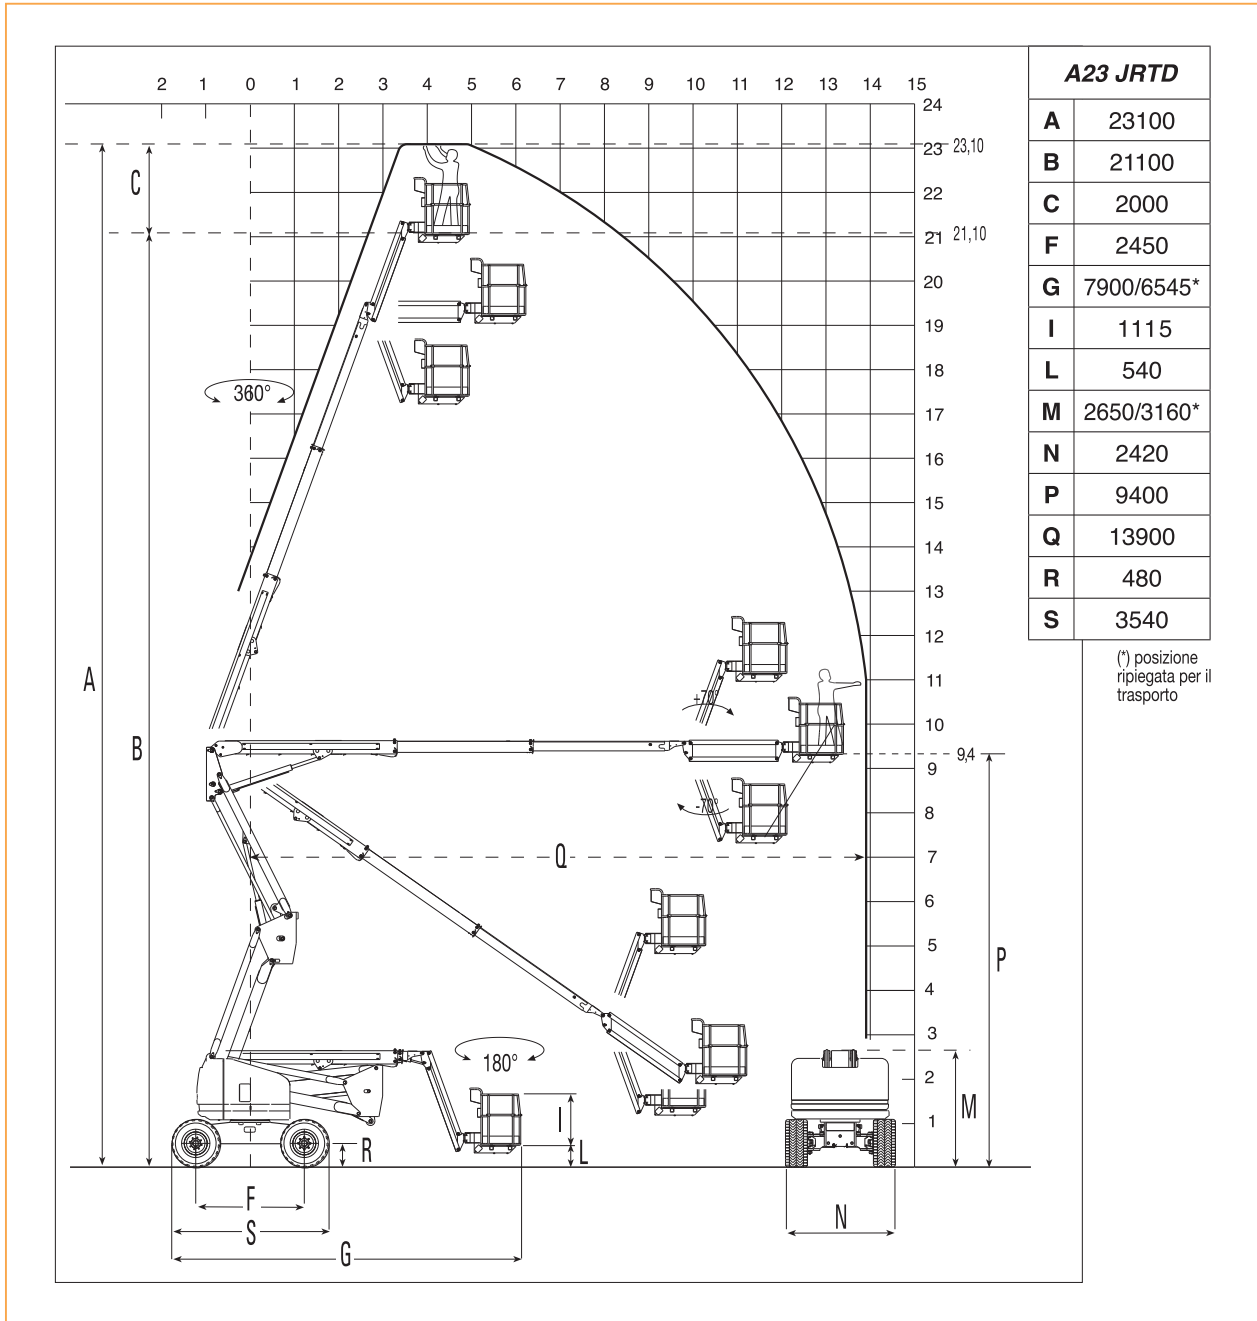 2 1 0 1 2 3 4 5 6 7 8 9 10 11 12 13 14 15
24
23 23,10
22
21 21,10
20
19
18
17
16
15
14
13
12
11
10
9,4
9
8
7
6
5
4
3
2
1
C
360°
A
B
+70°
-70°
Q
P
180°
I
L
R
M
F
S
G
N
A23 JRTD
A 23100
B 21100
C 2000
F 2450
G 7900/6545*
I 1115
L 540
M 2650/3160*
N 2420
P 9400
Q 13900
R 480
S 3540
(*) posizione
ripiegata per il
trasporto